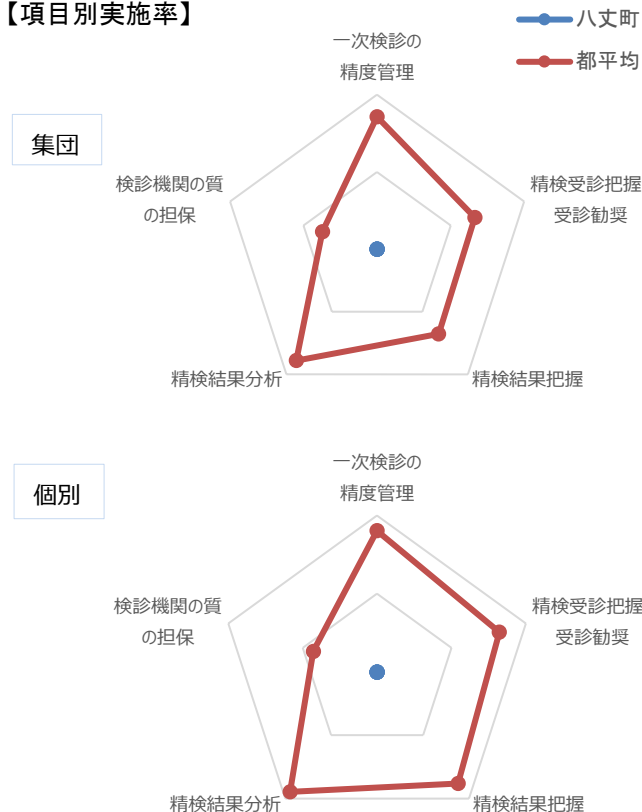 【項目別実施率】
八丈町
都平均
集団
一次検診の
精度管理
精検受診把握
受診勧奨
精検結果把握
精検結果分析
検診機関の質
の担保
個別
一次検診の
精度管理
精検受診把握
受診勧奨
精検結果把握
精検結果分析
検診機関の質
の担保